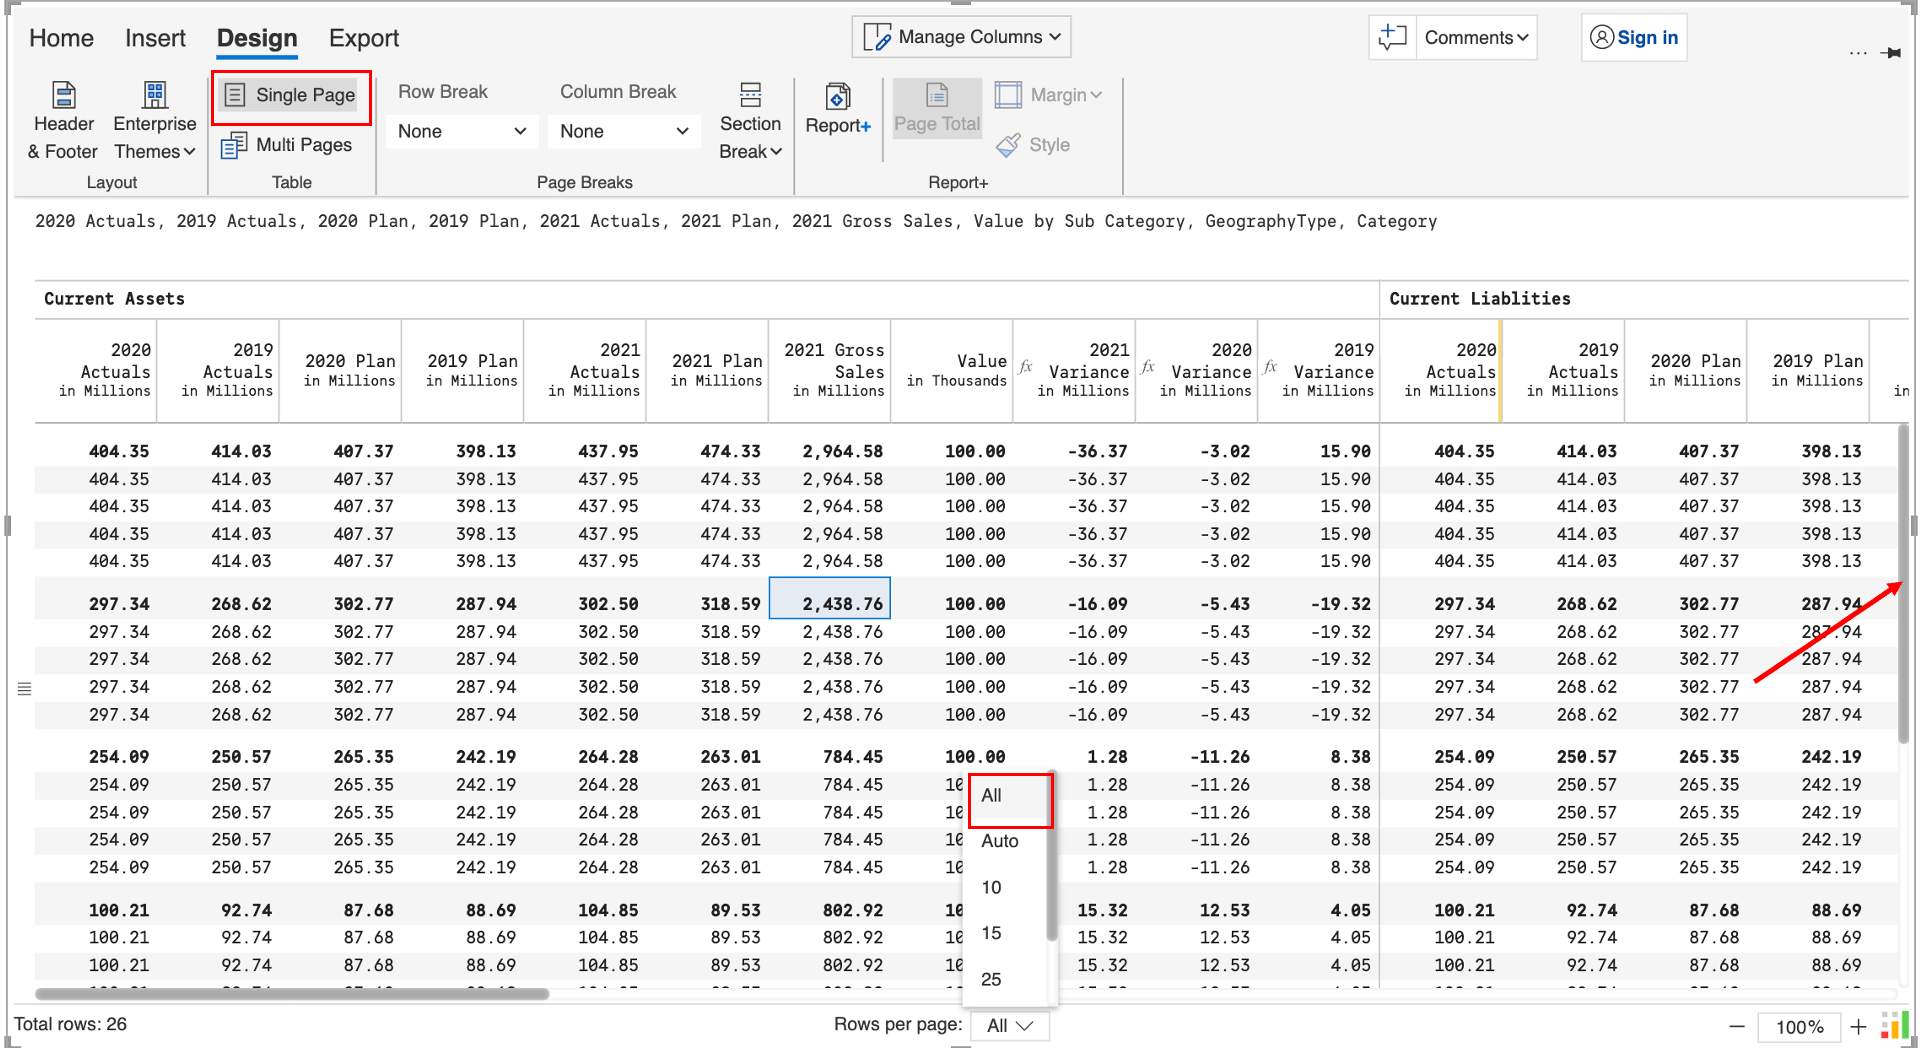 Home Insert Design Export Manage Columns Comments Sign in
Header & Footer Enterprise Themes Single Page Multi Pages Row Break None Column Break None Section Break Report+ Page Total Margin Style
Layout Table Page Breaks Report+
2020 Actuals, 2019 Actuals, 2020 Plan, 2019 Plan, 2021 Actuals, 2021 Plan, 2021 Gross Sales, Value by Sub Category, GeographyType, Category
Current Assets Current Liablities
2020 Actuals in Millions 2019 Actuals in Millions 2020 Plan in Millions 2019 Plan in Millions 2021 Actuals in Millions 2021 Plan in Millions 2021 Gross Sales in Millions Value in Thousands fx 2021 Variance in Millions fx 2020 Variance in Millions fx 2019 Variance in Millions 2020 Actuals in Millions 2019 Actuals in Millions 2020 Plan in Millions 2019 Plan in Millions in
404.35 414.03 407.37 398.13 437.95 474.33 2,964.58 100.00 -36.37 -3.02 15.90 404.35 414.03 407.37 398.13
404.35 414.03 407.37 398.13 437.95 474.33 2,964.58 100.00 -36.37 -3.02 15.90 404.35 414.03 407.37 398.13
404.35 414.03 407.37 398.13 437.95 474.33 2,964.58 100.00 -36.37 -3.02 15.90 404.35 414.03 407.37 398.13
404.35 414.03 407.37 398.13 437.95 474.33 2,964.58 100.00 -36.37 -3.02 15.90 404.35 414.03 407.37 398.13
404.35 414.03 407.37 398.13 437.95 474.33 2,964.58 100.00 -36.37 -3.02 15.90 404.35 414.03 407.37 398.13
297.34 268.62 302.77 287.94 302.50 318.59 2,438.76 100.00 -16.09 -5.43 -19.32 297.34 268.62 302.77 287.94
297.34 268.62 302.77 287.94 302.50 318.59 2,438.76 100.00 -16.09 -5.43 -19.32 297.34 268.62 302.77 287.94
297.34 268.62 302.77 287.94 302.50 318.59 2,438.76 100.00 -16.09 -5.43 -19.32 297.34 268.62 302.77 287.94
297.34 268.62 302.77 287.94 302.50 318.59 2,438.76 100.00 -16.09 -5.43 -19.32 297.34 268.62 302.77 287.94
297.34 268.62 302.77 287.94 302.50 318.59 2,438.76 100.00 -16.09 -5.43 -19.32 297.34 268.62 302.77 287.94
254.09 250.57 265.35 242.19 264.28 263.01 784.45 100.00 1.28 -11.26 8.38 254.09 250.57 265.35 242.19
254.09 250.57 265.35 242.19 264.28 263.01 784.45 10 All 1.28 -11.26 8.38 254.09 250.57 265.35 242.19
254.09 250.57 265.35 242.19 264.28 263.01 784.45 10 1.28 -11.26 8.38 254.09 250.57 265.35 242.19
254.09 250.57 265.35 242.19 264.28 263.01 784.45 10 Auto 1.28 -11.26 8.38 254.09 250.57 265.35 242.19
254.09 250.57 265.35 242.19 264.28 263.01 784.45 10 10 1.28 -11.26 8.38 254.09 250.57 265.35 242.19
100.21 92.74 87.68 88.69 104.85 89.53 802.92 10 15.32 12.53 4.05 100.21 92.74 87.68 88.69
100.21 92.74 87.68 88.69 104.85 89.53 802.92 10 15 15.32 12.53 4.05 100.21 92.74 87.68 88.69
100.21 92.74 87.68 88.69 104.85 89.53 802.92 10 25 15.32 12.53 4.05 100.21 92.74 87.68 88.69
Total rows: 26 Rows per page: All 100%